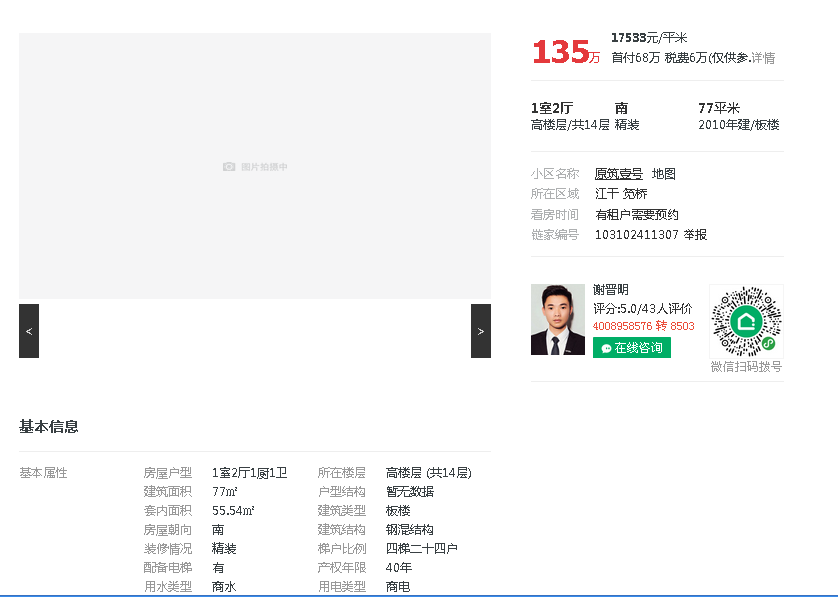 图片拍摄中
<
>
135万
17533元/平米
首付68万 税费6万(仅供参.详情
1室2厅 南 77平米
高楼层/共14层 精装 2010年建/板楼
小区名称 原筑壹号 地图
所在区域 江干 笕桥
看房时间 有租户需要预约
链家编号 103102411307 举报
谢晋明
评分:5.0/43人评价
4008958576 转 8503
在线咨询
微信扫码拨号
基本信息
基本属性
房屋户型 1室2厅1厨1卫 所在楼层 高楼层 (共14层)
建筑面积 77㎡ 户型结构 暂无数据
套内面积 55.54㎡ 建筑类型 板楼
房屋朝向 南 建筑结构 钢混结构
装修情况 精装 梯户比例 四梯二十四户
配备电梯 有 产权年限 40年
用水类型 商水 用电类型 商电